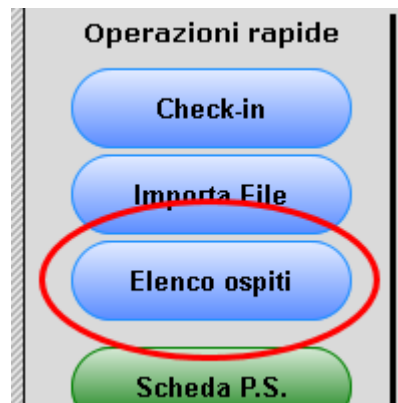 Operazioni rapide
Check-in
Importa File
Elenco ospiti
Scheda P.S.